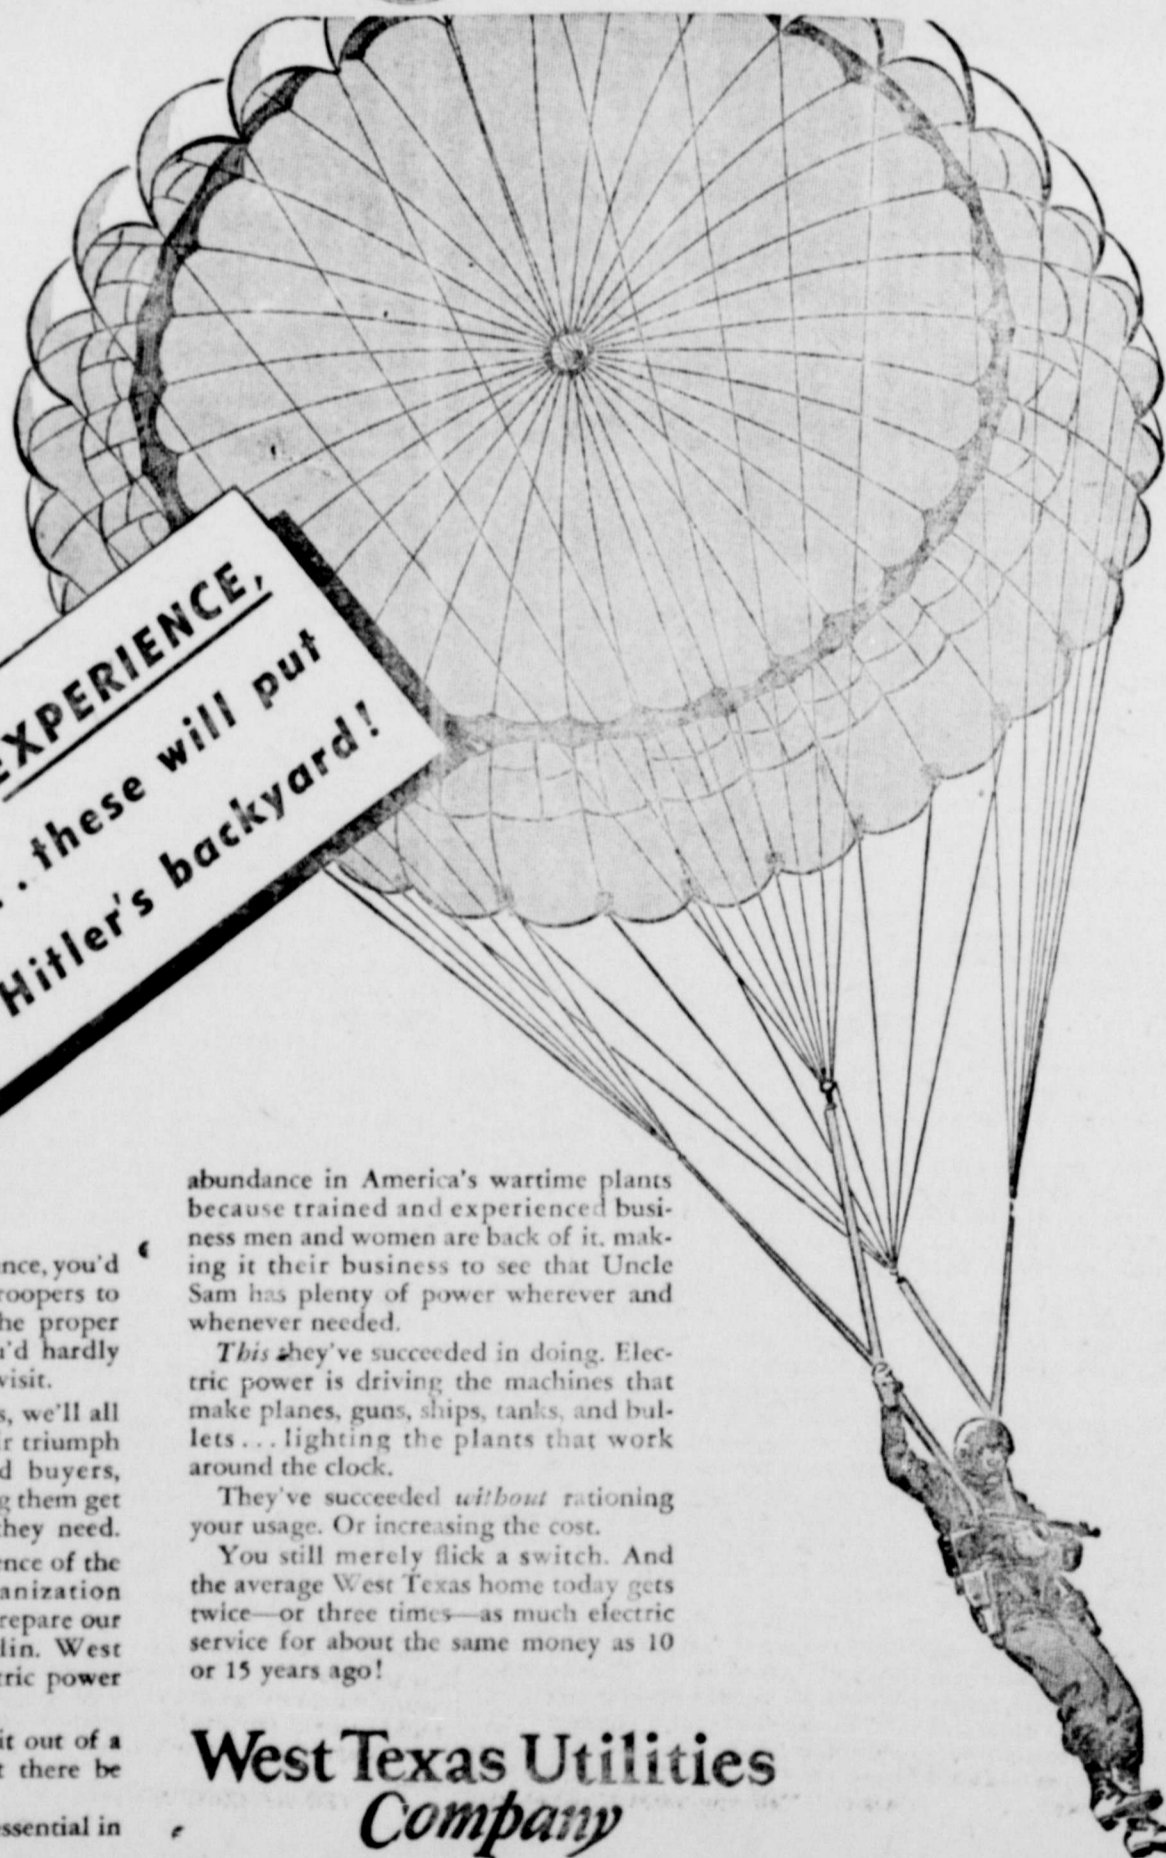 EXPERIENCE,
...these will put
Hitler's backyard!
nce, you'd
roopers to
he proper
'd hardly
visit.
s, we'll all
r triumph
d buyers,
g them get
they need.
nce of the
anization
repare our
lin. West
tric power
it out of a
t there be
ssential in
abundance in America's wartime plants
because trained and experienced busi-
ness men and women are back of it, mak-
ing it their business to see that Uncle
Sam has plenty of power wherever and
whenever needed.
This they've succeeded in doing. Elec-
tric power is driving the machines that
make planes, guns, ships, tanks, and bul-
lets ... lighting the plants that work
around the clock.
They've succeeded without rationing
your usage. Or increasing the cost.
You still merely flick a switch. And
the average West Texas home today gets
twice—or three times—as much electric
service for about the same money as 10
or 15 years ago!
West Texas Utilities
Company